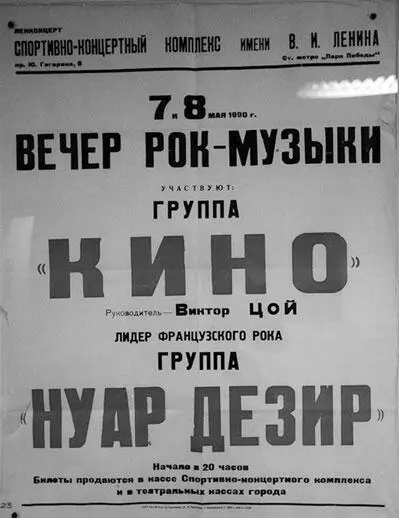 ЛЕНКОНЦЕРТ
СПОРТИВНО-КОНЦЕРТНЫЙ КОМПЛЕКС ИМЕНИ В. И. ЛЕНИНА
пр. Ю. Гагарина, 8
Ст. метро „Парк Победы"
7 и 8 МАЯ 1990 г.
ВЕЧЕР РОК-МУЗЫКИ
УЧАСТВУЮТ:
ГРУППА
«КИНО»
Руководитель— Виктор ЦОЙ
ЛИДЕР ФРАНЦУЗСКОГО РОКА
ГРУППА
«НУАР ДЕЗИР»
Начало в 20 часов
Билеты продаются в кассе Спортивно-концертного комплекса
и в театральных кассах города
23